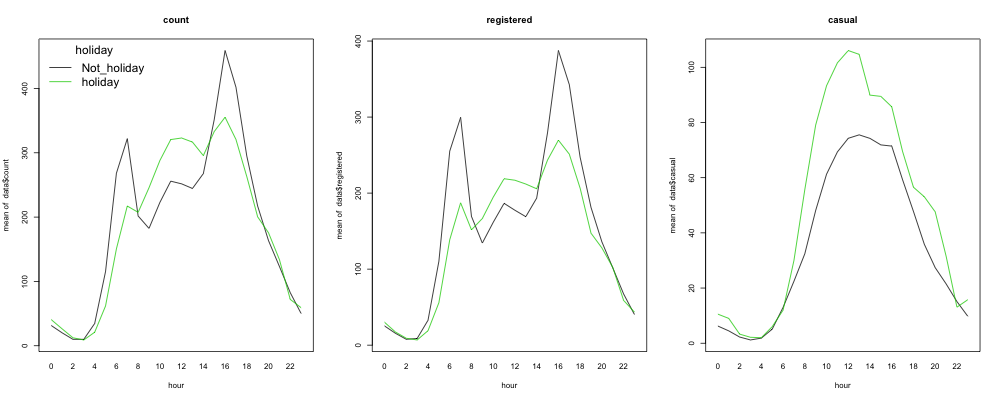 count
holiday
Not_holiday
holiday
mean of data$count
0 100 200 300 400
0 2 4 6 8 10 12 14 16 18 20 22
hour
registered
mean of data$registered
0 100 200 300 400
0 2 4 6 8 10 12 14 16 18 20 22
hour
casual
mean of data$casual
0 20 40 60 80 100
0 2 4 6 8 10 12 14 16 18 20 22
hour